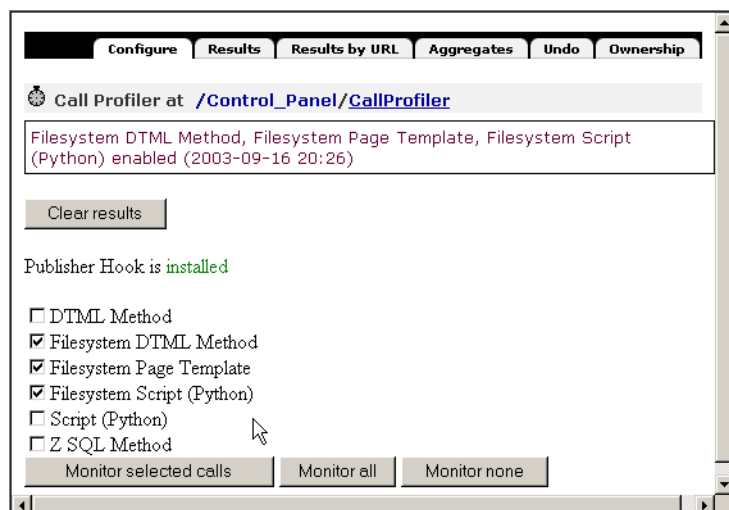 Configure Results Results by URL Aggregates Undo Ownership
Call Profiler at /Control_Panel/CallProfiler
Filesystem DTML Method, Filesystem Page Template, Filesystem Script
(Python) enabled (2003-09-16 20:26)
Clear results
Publisher Hook is installed
DTML Method
Filesystem DTML Method
Filesystem Page Template
Filesystem Script (Python)
Script (Python)
Z SQL Method
Monitor selected calls Monitor all Monitor none